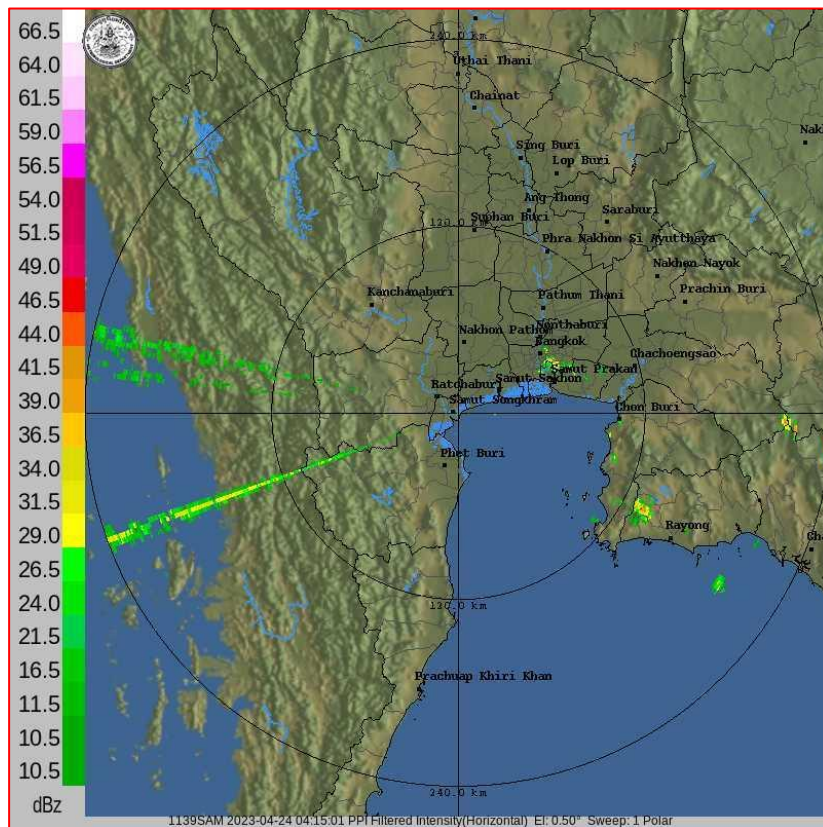 66.5
64.0
61.5
59.0
56.5
54.0
51.5
49.0
46.5
44.0
41.5
39.0
36.5
34.0
31.5
29.0
26.5
24.0
21.5
16.5
11.5
10.5
10.5
dBz
240.0 km
Uthai Thani
Chainat
Nak
Sing Buri
Lop Buri
Ang Thong
Suphan Buri
Saraburi
120.0 km
Phra Nakhon Si Ayutthaya
Nakhon Nayok
Kanchanaburi
Pathum Thani
Prachin Buri
Nakhon Pathom
Nonthaburi
Bangkok
Chachoengsao
Samut Prakan
Samut Sakhon
Ratchaburi
Samut Songkhram
Chon Buri
Phet Buri
Rayong
Cha
120.0 km
Prachuap Khiri Khan
240.0 km
1139SAM 2023-04-24 04:15:01 PPI Filtered Intensity(Horizontal) El: 0.50° Sweep: 1 Polar